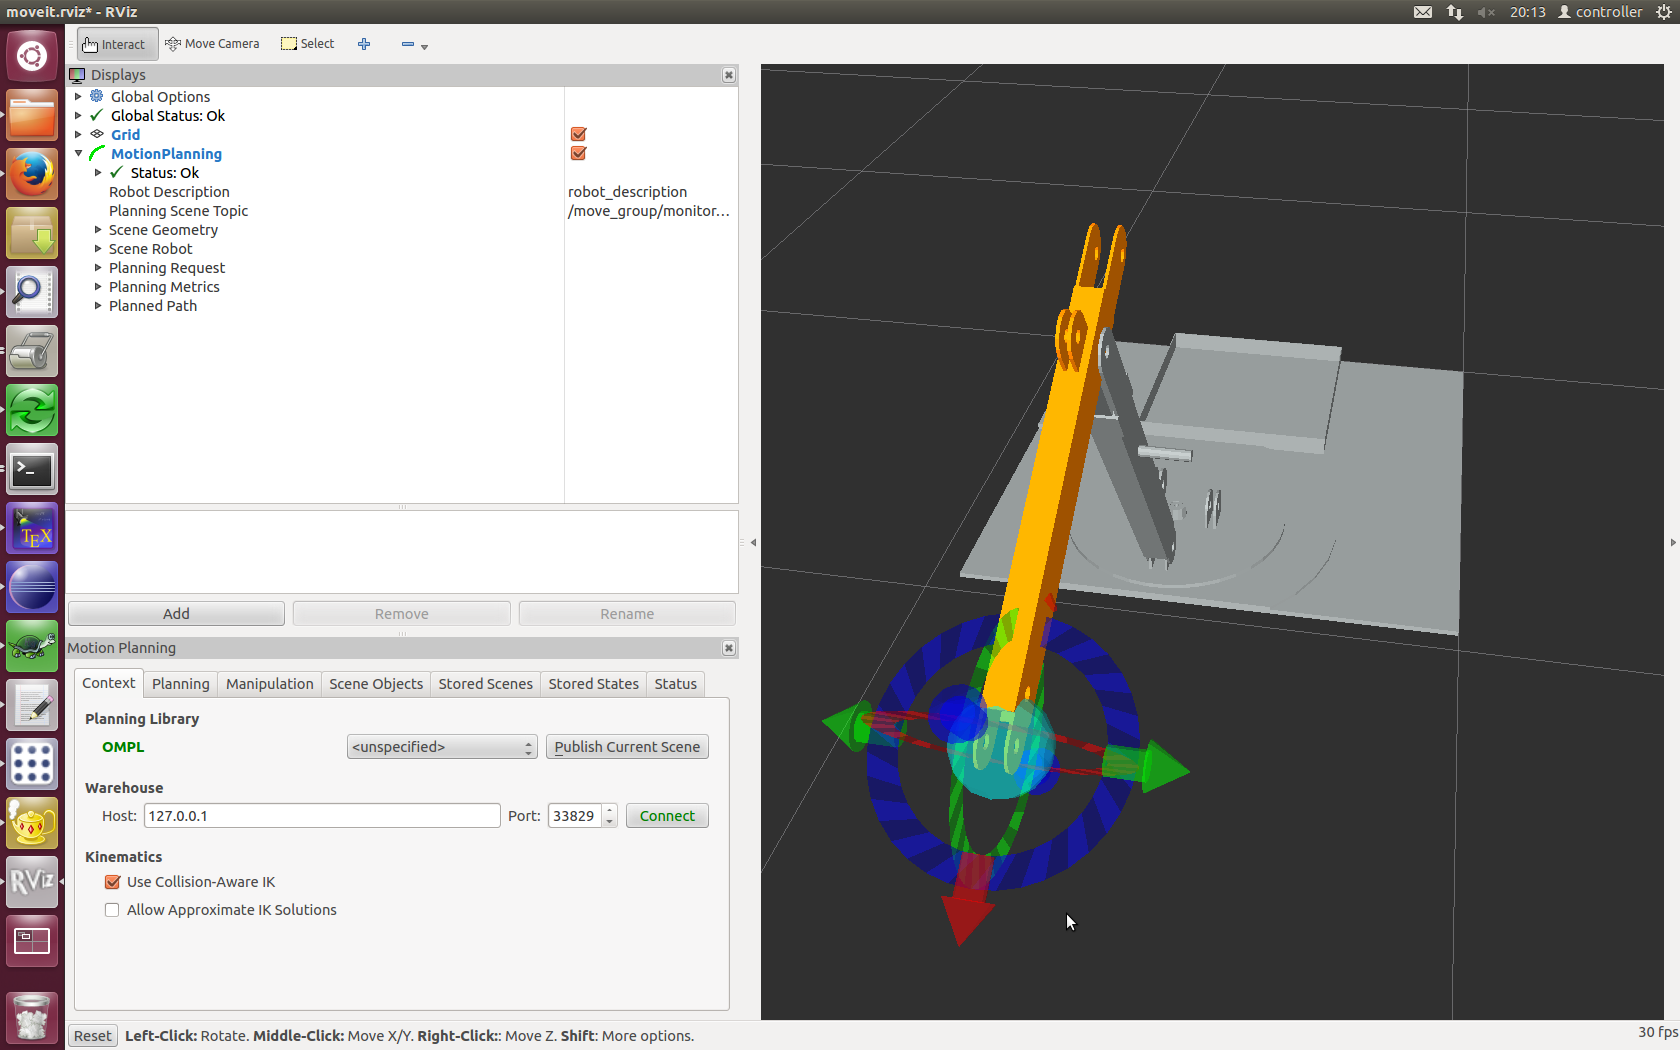 moveit.rviz* - RViz
20:13 controller
Interact Move Camera Select
Displays
Global Options
Global Status: Ok
Grid
MotionPlanning
Status: Ok
Robot Description robot_description
Planning Scene Topic /move_group/monitor...
Scene Geometry
Scene Robot
Planning Request
Planning Metrics
Planned Path
Add Remove Rename
Motion Planning
Context Planning Manipulation Scene Objects Stored Scenes Stored States Status
Planning Library
OMPL <unspecified> Publish Current Scene
Warehouse
Host: 127.0.0.1 Port: 33829 Connect
Kinematics
Use Collision-Aware IK
Allow Approximate IK Solutions
Reset Left-Click: Rotate. Middle-Click: Move X/Y. Right-Click:: Move Z. Shift: More options. 30 fps
>_
TEX
RViz